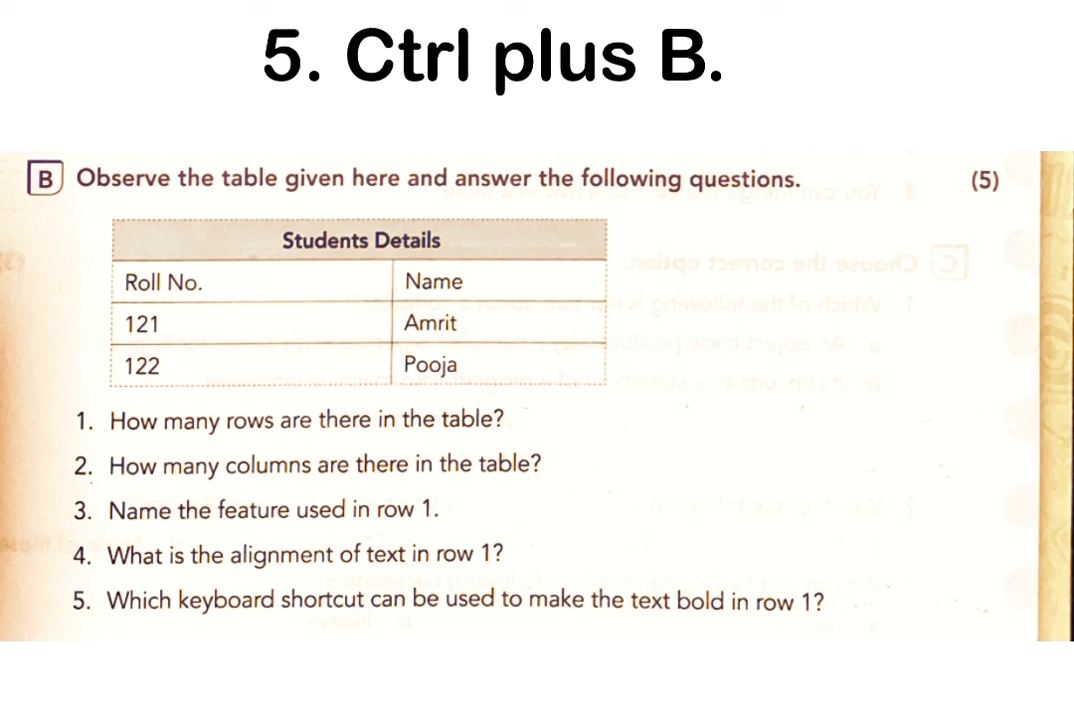 5. Ctrl plus B.
B Observe the table given here and answer the following questions. (5)
Students Details
Roll No. Name
121 Amrit
122 Pooja
1. How many rows are there in the table?
2. How many columns are there in the table?
3. Name the feature used in row 1.
4. What is the alignment of text in row 1?
5. Which keyboard shortcut can be used to make the text bold in row 1?